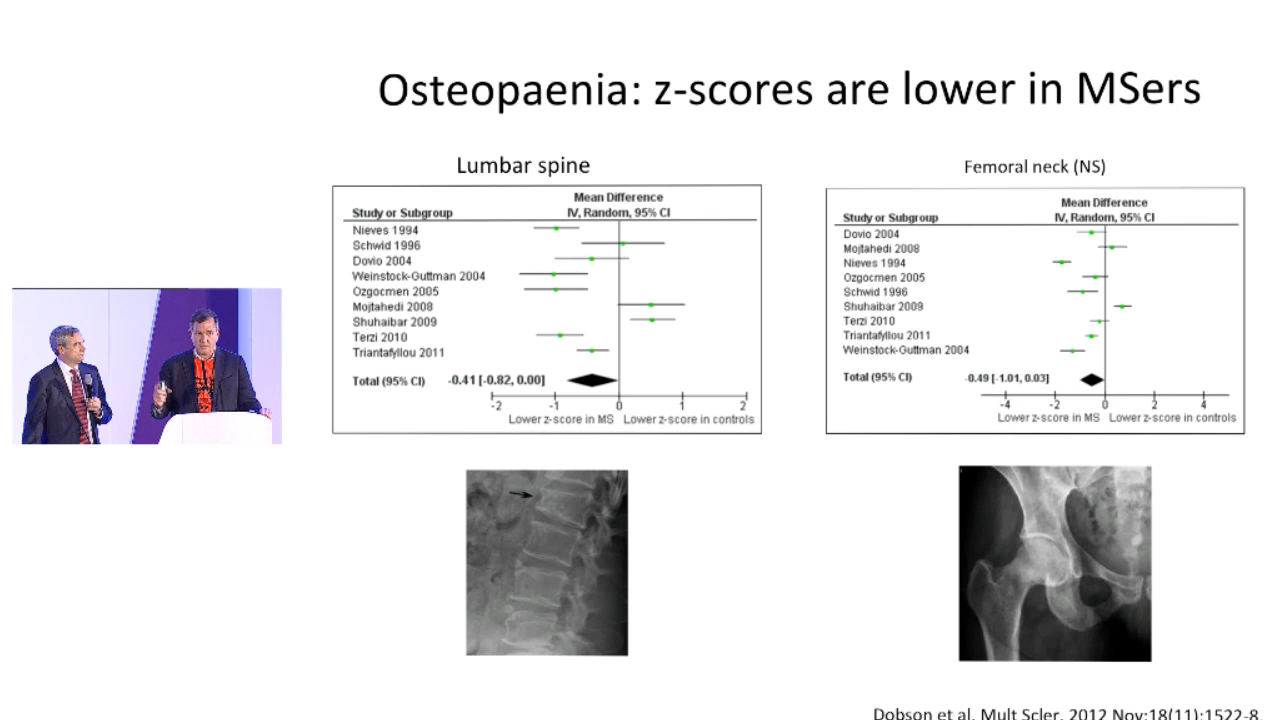 Osteopaenia: z-scores are lower in MSers
Lumbar spine
Mean Difference
Study or Subgroup IV, Random, 95% CI
Nieves 1994
Schwid 1996
Dovio 2004
Weinstock-Guttman 2004
Ozgocmen 2005
Mojtahedi 2008
Shuhaibar 2009
Terzi 2010
Triantafyllou 2011
Total (95% CI) -0.41 [-0.82, 0.00]
-2 -1 0 1 2
Lower z-score in MS Lower z-score in controls
Femoral neck (NS)
Mean Difference
Study or Subgroup IV, Random, 95% CI
Dovio 2004
Mojtahedi 2008
Nieves 1994
Ozgocmen 2005
Schwid 1996
Shuhaibar 2009
Terzi 2010
Triantafyllou 2011
Weinstock-Guttman 2004
Total (95% CI) -0.49 [-1.01, 0.03]
-4 -2 0 2 4
Lower z-score in MS Lower z-score in controls
Dobson et al. Mult Scler. 2012 Nov;18(11):1522-8.